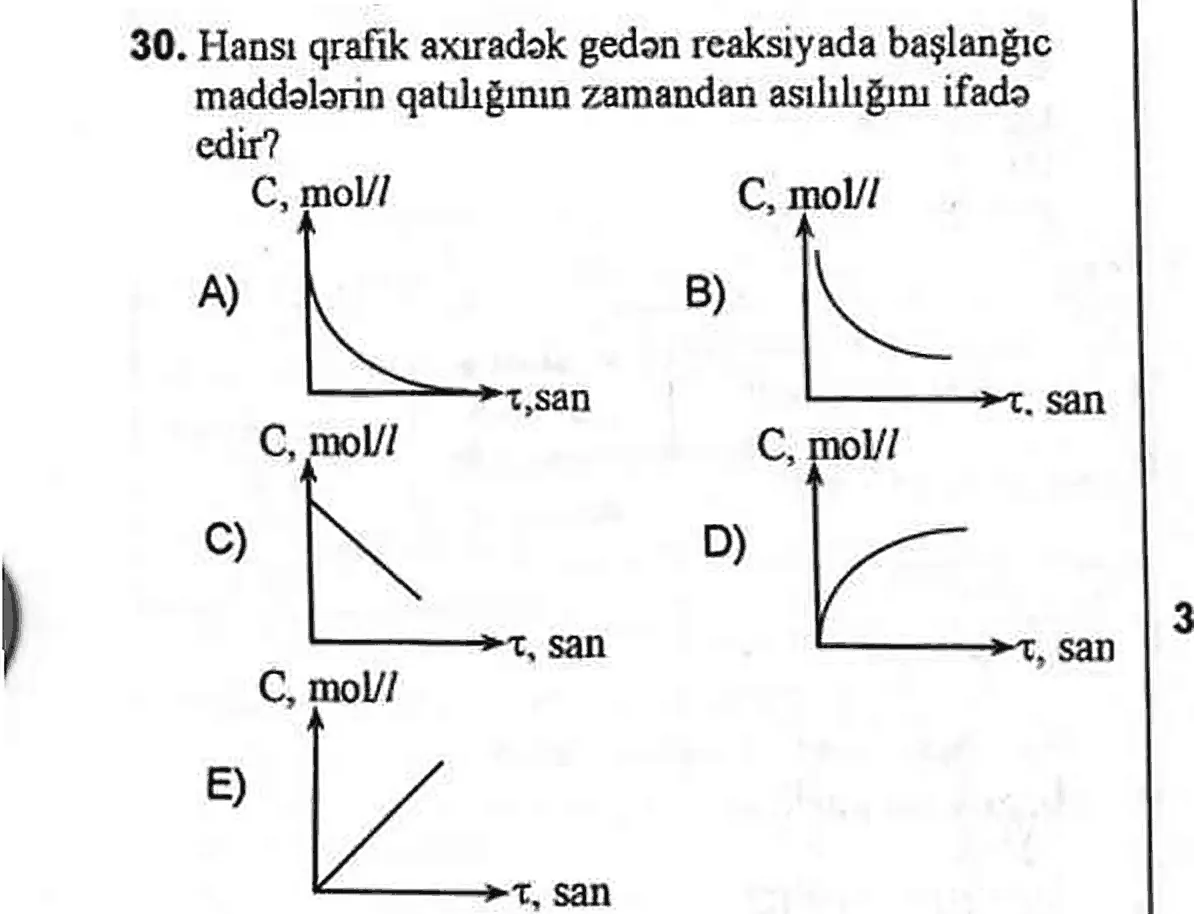 30. Hansı qrafik axıradək gedən reaksiyada başlanğıc
maddələrin qatılığının zamandan asılılığını ifadə
edir?
C, mol/l
A)
τ,san
C, mol/l
B)
τ. san
C, mol/l
C)
τ, san
C, mol/l
D)
τ, san
C, mol/l
E)
τ, san
3